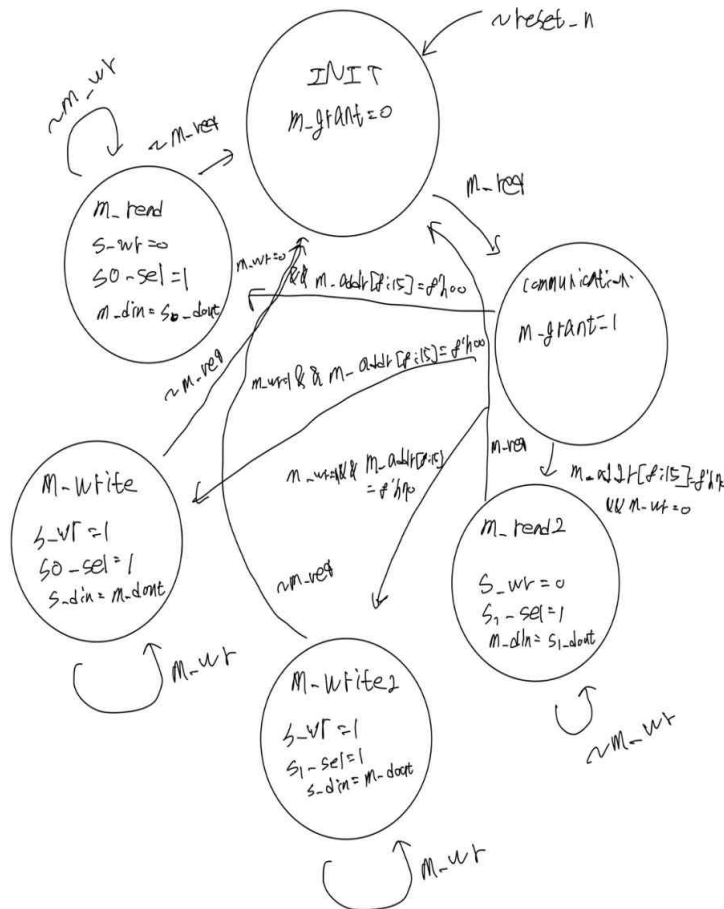 ~reset_n
INIT
m_grant=0
~m_wr
~m_req
m_read
s_wr=0
s0_sel=1
m_din=s0_dout
m_req
communication
m_grant=1
m_wr=0
&& m_addr[8:15]=8'h00
~m_req
m_wr=1 && m_addr[8:15]=8'h00
m_wr=1&& m_addr[8:15]
=8'h20
m_req
m_addr[8:15]=8'h20
&& m_wr=0
M_write
s_wr=1
s0_sel=1
s_din=m_dout
m_wr
m_read2
s_wr=0
s1_sel=1
m_din=s1_dout
~m_wr
~m_req
m_write2
s_wr=1
s1_sel=1
s_din=m_dout
m_wr